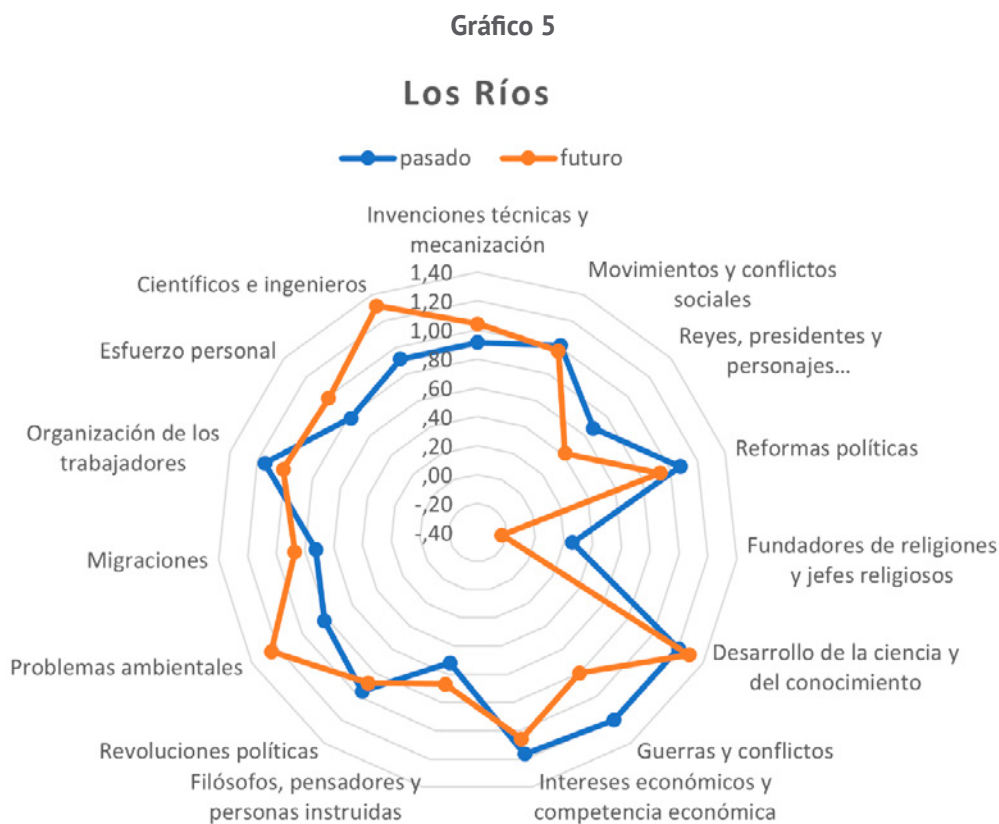 Gráfico 5
Los Ríos
pasado
futuro
Invenciones técnicas y
mecanización
Movimientos y conflictos
sociales
Reyes, presidentes y
personajes...
Reformas políticas
Fundadores de religiones
y jefes religiosos
Desarrollo de la ciencia y
del conocimiento
Guerras y conflictos
Intereses económicos y
competencia económica
Filósofos, pensadores y
personas instruidas
Revoluciones políticas
Problemas ambientales
Migraciones
Organización de los
trabajadores
Esfuerzo personal
Científicos e ingenieros
1,40
1,20
1,00
,80
,60
,40
,20
,00
-,20
-,40